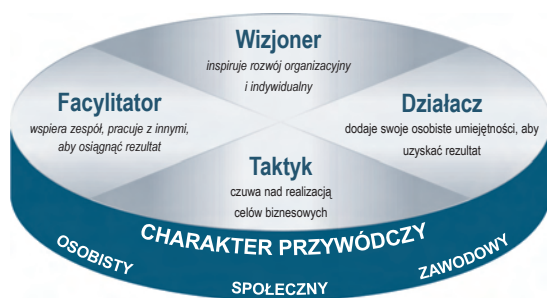 Wizjoner
inspiruje rozwój organizacyjny
i indywidualny
Facylitator
wspiera zespół, pracuje z innymi,
aby osiągnąć rezultat
Działacz
dodaje swoje osobiste umiejętności, aby
uzyskać rezultat
Taktyk
czuwa nad realizacją
celów biznesowych
CHARAKTER PRZYWÓDCZY
OSOBISTY
SPOŁECZNY
ZAWODOWY